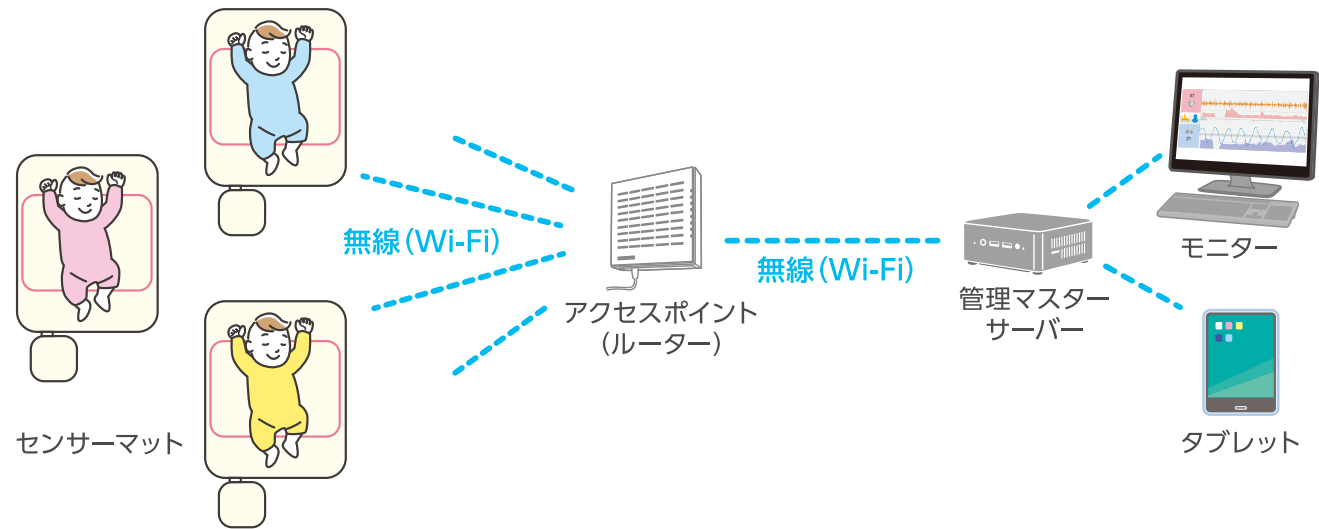 センサーマット
無線(Wi-Fi)
アクセスポイント
(ルーター)
無線(Wi-Fi)
管理マスター
サーバー
モニター
タブレット